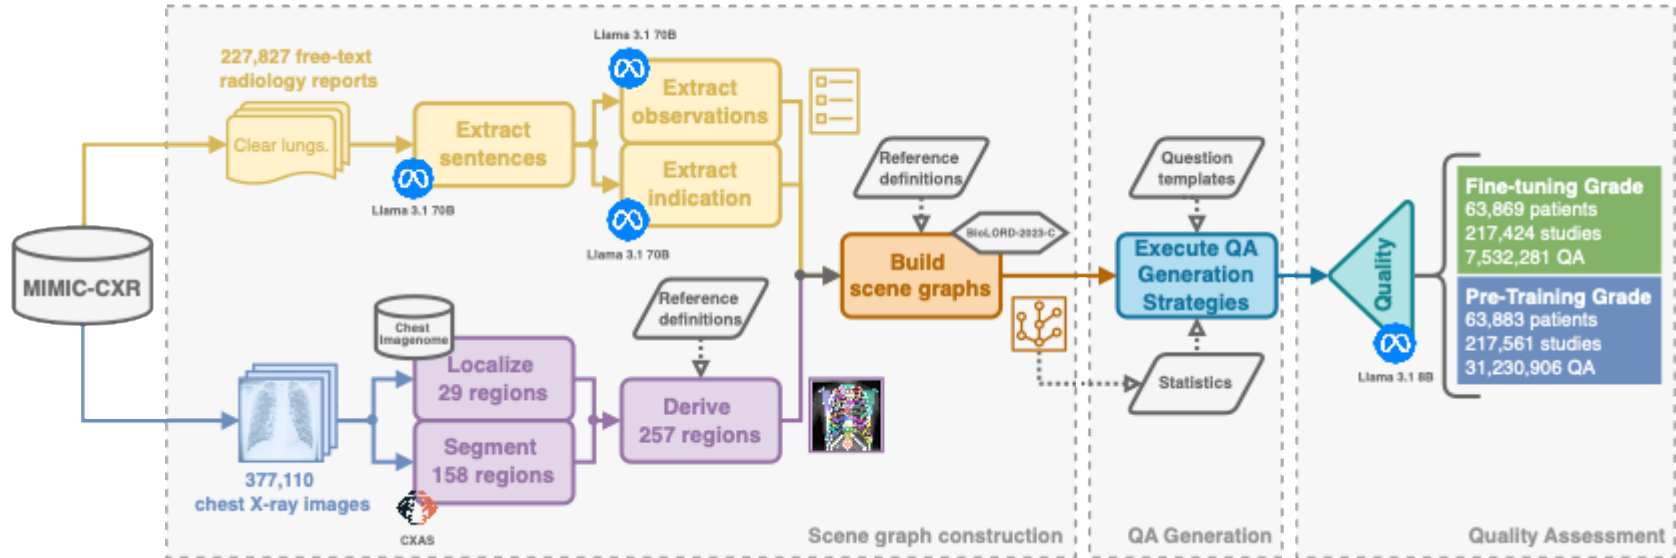 MIMIC-CXR
227,827 free-text
radiology reports
Clear lungs.
Extract
sentences
Llama 3.1 70B
Llama 3.1 70B
Extract
observations
Extract
indication
Llama 3.1 70B
377,110
chest X-ray images
Chest
Imagenome
Localize
29 regions
Segment
158 regions
CXAS
Reference
definitions
Derive
257 regions
Reference
definitions
BioLORD-2023-C
Build
scene graphs
Scene graph construction
Question
templates
Execute QA
Generation
Strategies
Statistics
QA Generation
Quality
Llama 3.1 8B
Fine-tuning Grade
63,869 patients
217,424 studies
7,532,281 QA
Pre-Training Grade
63,883 patients
217,561 studies
31,230,906 QA
Quality Assessment